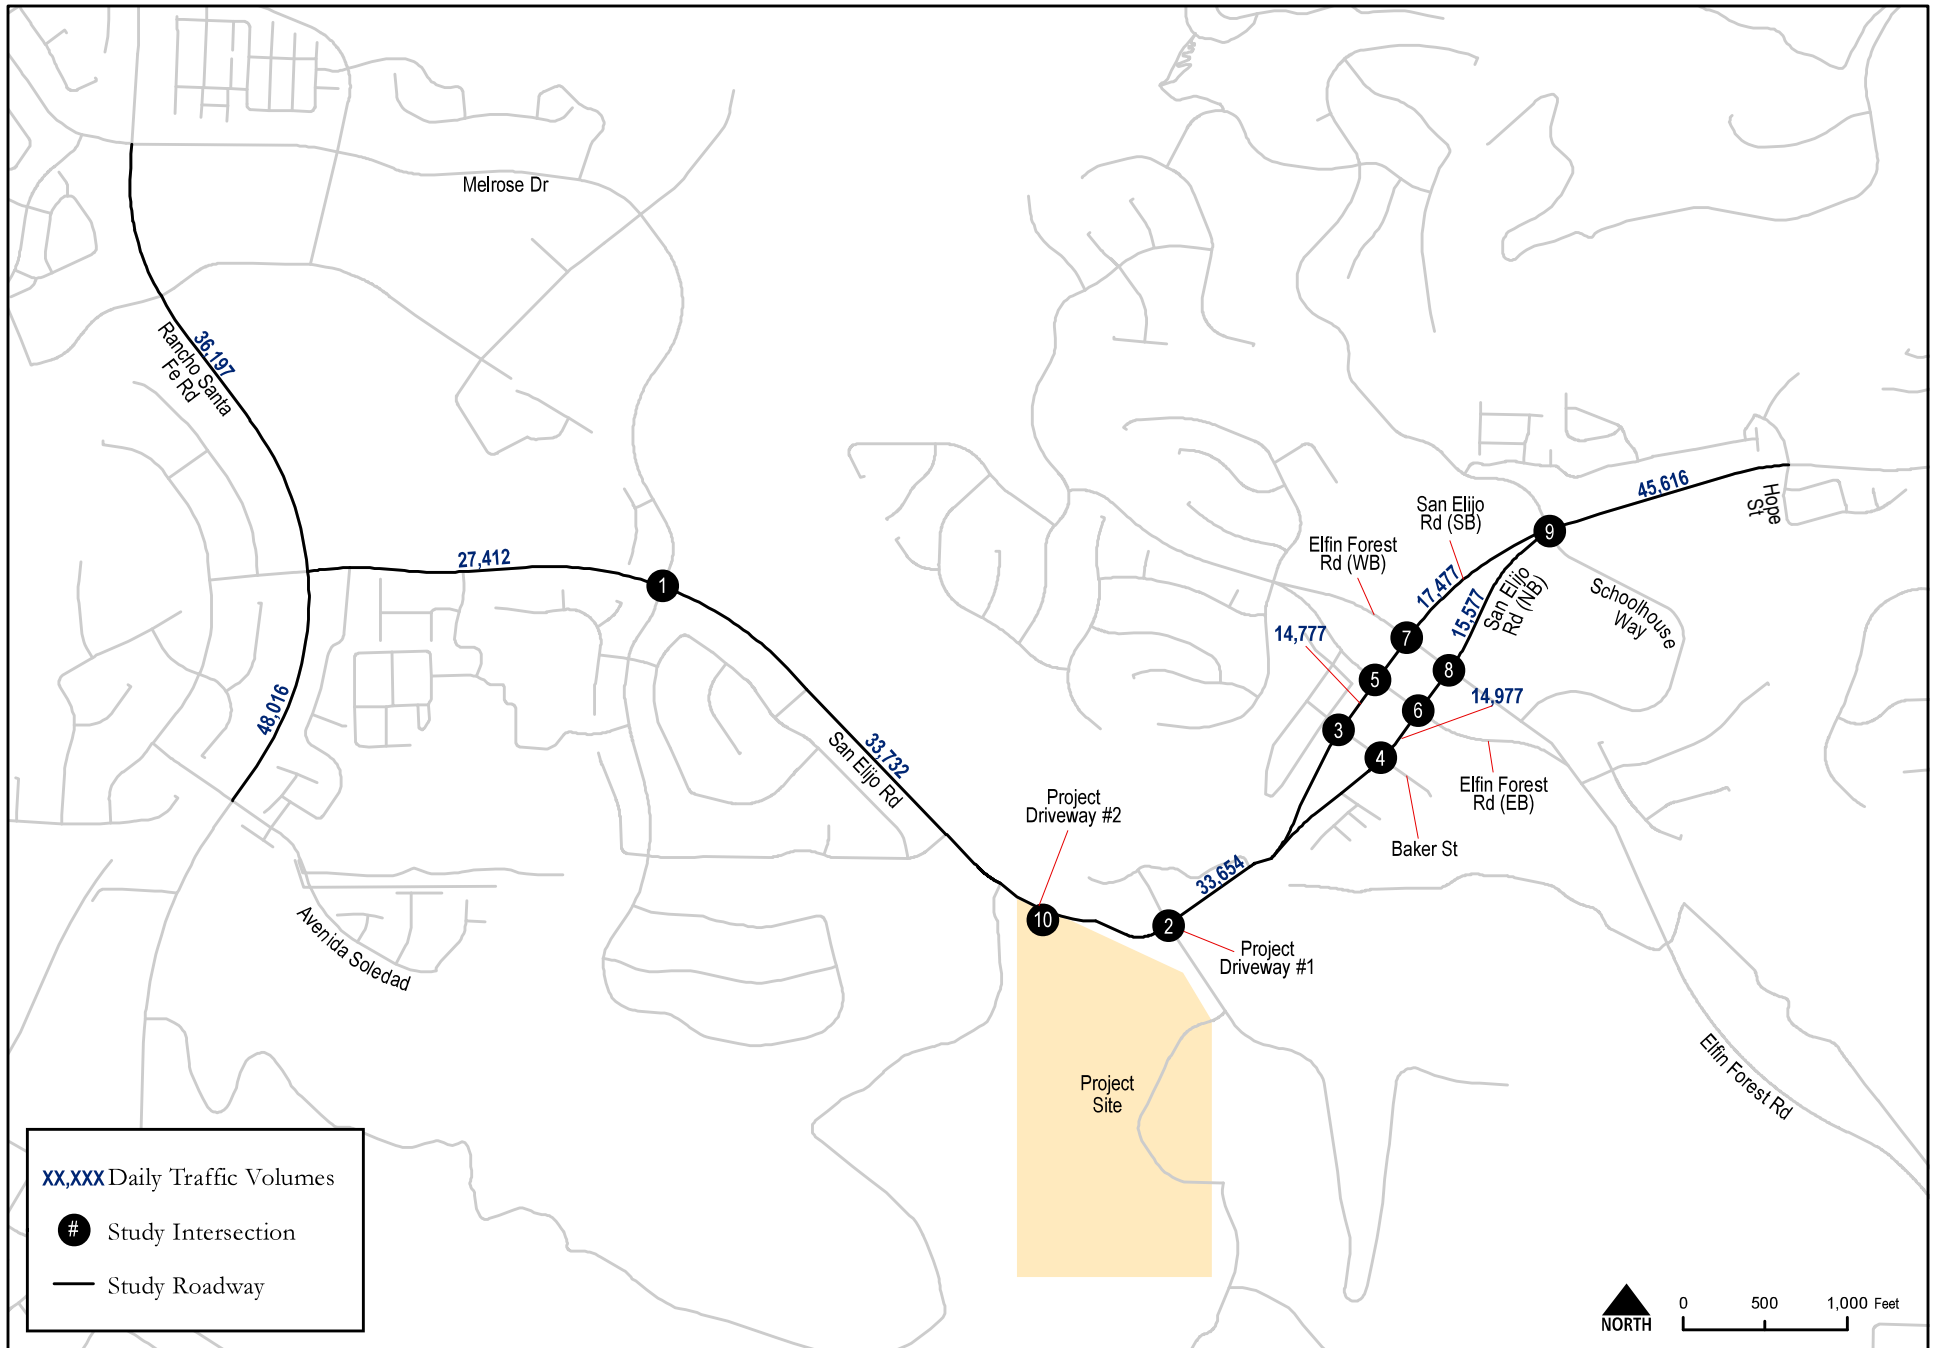 Melrose Dr
36,197
Rancho Santa
Fe Rd
27,412
1
48,016
33,732
San Elijo Rd
Avenida Soledad
Project
Driveway #2
10
2
Project
Driveway #1
33,654
Project
Site
San Elijo
Rd (SB)
45,616
Hope
St
9
Elfin Forest
Rd (WB)
17,477
15,577
San Elijo
Rd (NB)
Schoolhouse
Way
14,777
7
8
5
6
14,977
3
4
Elfin Forest
Rd (EB)
Baker St
Elfin Forest Rd
XX,XXX Daily Traffic Volumes
# Study Intersection
Study Roadway
NORTH
0 500 1,000 Feet